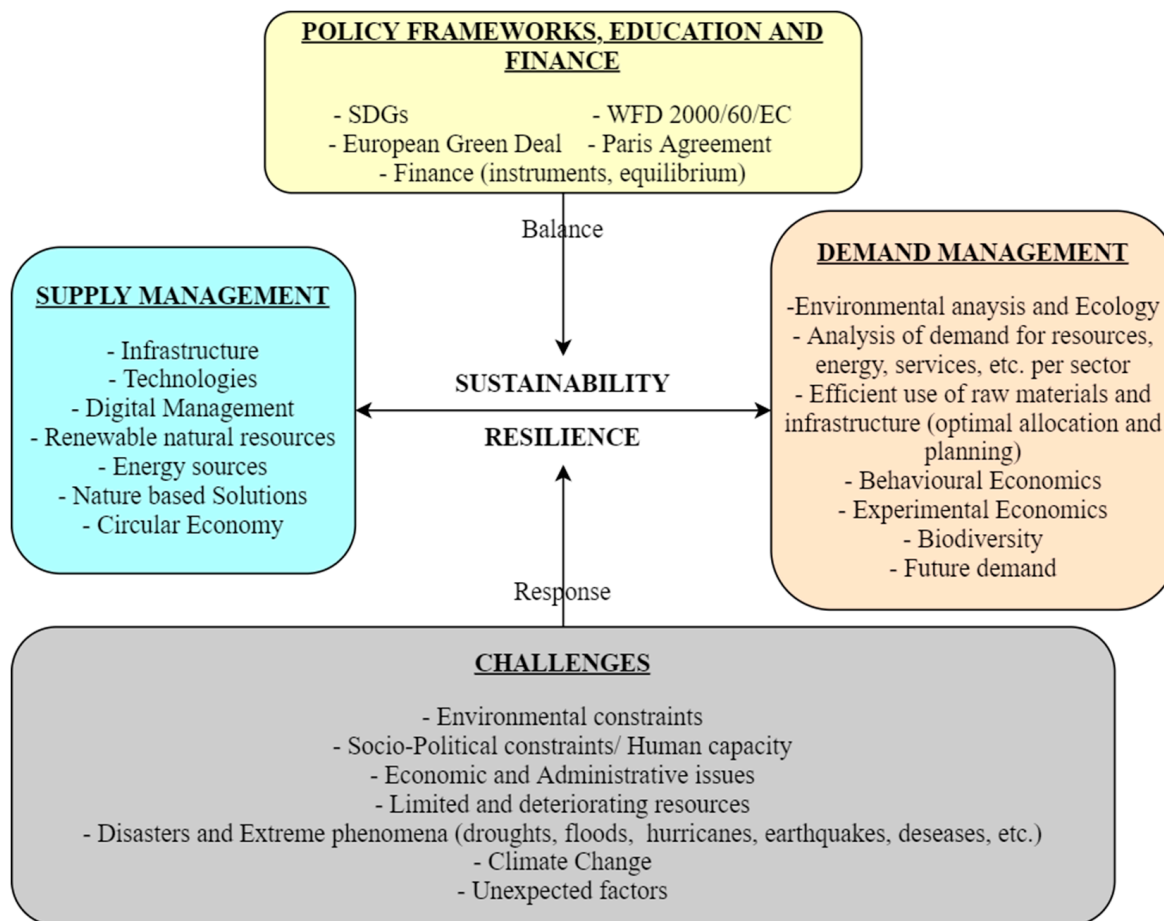 POLICY FRAMEWORKS, EDUCATION AND
FINANCE
- SDGs - WFD 2000/60/EC
- European Green Deal - Paris Agreement
- Finance (instruments, equilibrium)
Balance
SUPPLY MANAGEMENT
- Infrastructure
- Technologies
- Digital Management
- Renewable natural resources
- Energy sources
- Nature based Solutions
- Circular Economy
SUSTAINABILITY
RESILIENCE
DEMAND MANAGEMENT
-Environmental anaysis and Ecology
- Analysis of demand for resources,
energy, services, etc. per sector
- Efficient use of raw materials and
infrastructure (optimal allocation and
planning)
- Behavioural Economics
- Experimental Economics
- Biodiversity
- Future demand
Response
CHALLENGES
- Environmental constraints
- Socio-Political constraints/ Human capacity
- Economic and Administrative issues
- Limited and deteriorating resources
- Disasters and Extreme phenomena (droughts, floods, hurricanes, earthquakes, deseases, etc.)
- Climate Change
- Unexpected factors